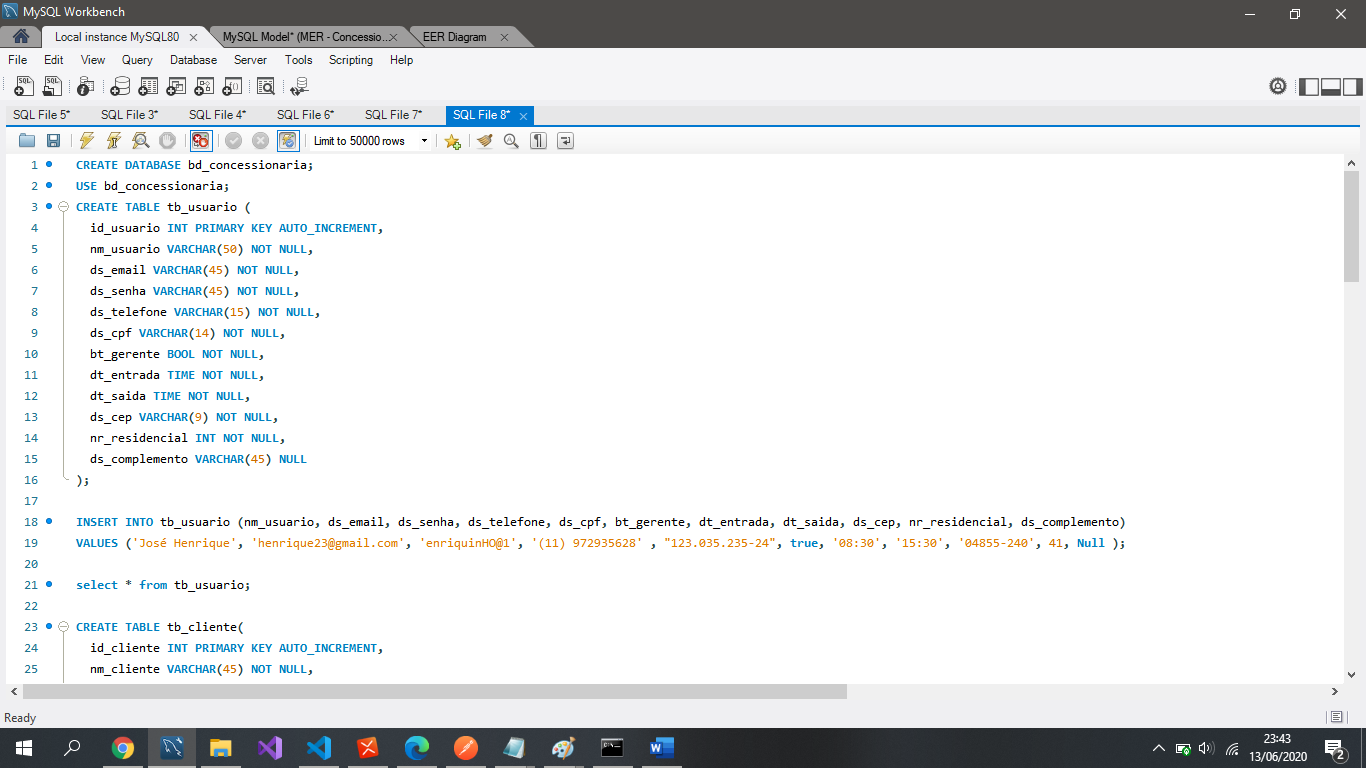 MySQL Workbench
Local instance MySQL80
MySQL Model* (MER - Concessio...
EER Diagram
File Edit View Query Database Server Tools Scripting Help
SQL File 5* SQL File 3* SQL File 4* SQL File 6* SQL File 7* SQL File 8*
Limit to 50000 rows
1 CREATE DATABASE bd_concessionaria;
2 USE bd_concessionaria;
3 CREATE TABLE tb_usuario (
4 id_usuario INT PRIMARY KEY AUTO_INCREMENT,
5 nm_usuario VARCHAR(50) NOT NULL,
6 ds_email VARCHAR(45) NOT NULL,
7 ds_senha VARCHAR(45) NOT NULL,
8 ds_telefone VARCHAR(15) NOT NULL,
9 ds_cpf VARCHAR(14) NOT NULL,
10 bt_gerente BOOL NOT NULL,
11 dt_entrada TIME NOT NULL,
12 dt_saida TIME NOT NULL,
13 ds_cep VARCHAR(9) NOT NULL,
14 nr_residencial INT NOT NULL,
15 ds_complemento VARCHAR(45) NULL
16 );
17
18 INSERT INTO tb_usuario (nm_usuario, ds_email, ds_senha, ds_telefone, ds_cpf, bt_gerente, dt_entrada, dt_saida, ds_cep, nr_residencial, ds_complemento)
19 VALUES ('José Henrique', 'henrique23@gmail.com', 'enriquinHO@1', '(11) 972935628' , "123.035.235-24", true, '08:30', '15:30', '04855-240', 41, Null );
20
21 select * from tb_usuario;
22
23 CREATE TABLE tb_cliente(
24 id_cliente INT PRIMARY KEY AUTO_INCREMENT,
25 nm_cliente VARCHAR(45) NOT NULL,
Ready
23:43
13/06/2020
2